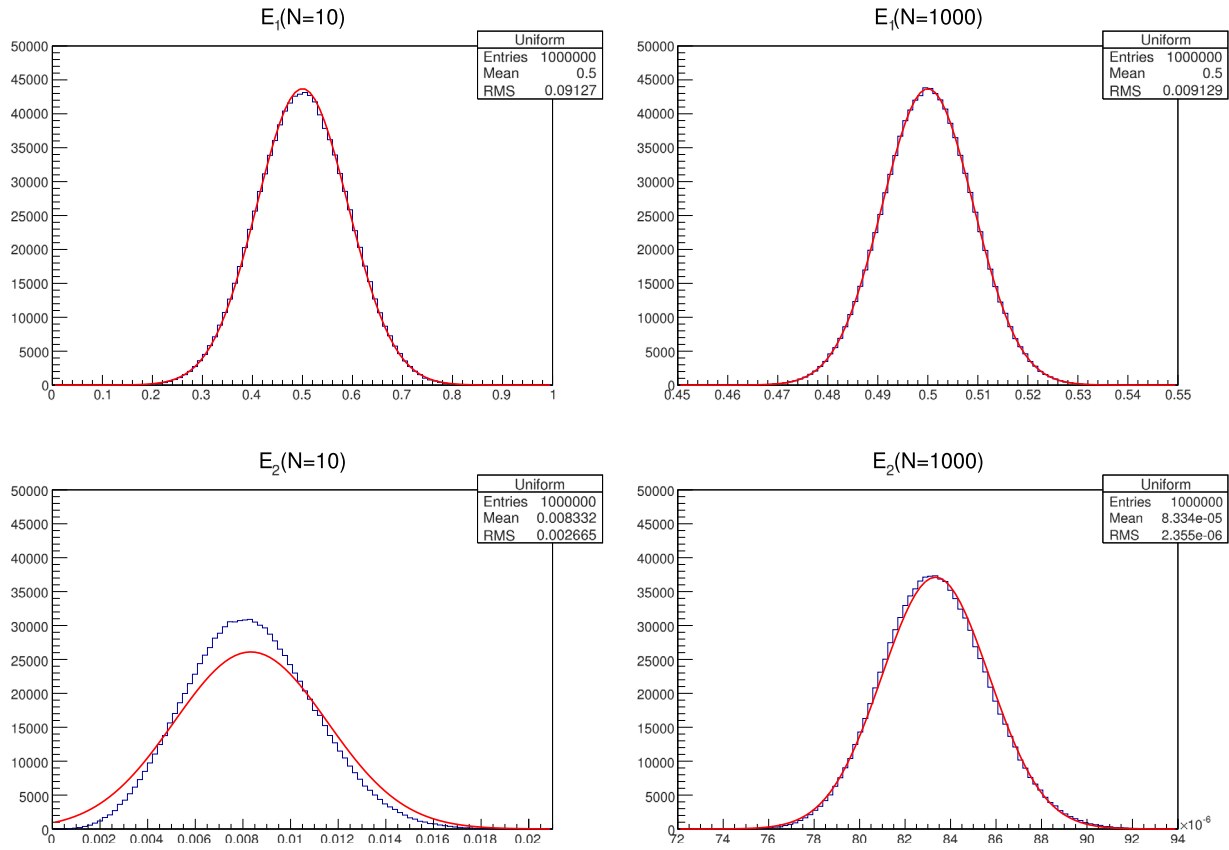 E1(N=10)
Uniform
Entries 1000000
Mean 0.5
RMS 0.09127
50000
45000
40000
35000
30000
25000
20000
15000
10000
5000
0
0 0.1 0.2 0.3 0.4 0.5 0.6 0.7 0.8 0.9 1
E1(N=1000)
Uniform
Entries 1000000
Mean 0.5
RMS 0.009129
50000
45000
40000
35000
30000
25000
20000
15000
10000
5000
0
0.45 0.46 0.47 0.48 0.49 0.5 0.51 0.52 0.53 0.54 0.55
E2(N=10)
Uniform
Entries 1000000
Mean 0.008332
RMS 0.002665
50000
45000
40000
35000
30000
25000
20000
15000
10000
5000
0
0 0.002 0.004 0.006 0.008 0.01 0.012 0.014 0.016 0.018 0.02
E2(N=1000)
Uniform
Entries 1000000
Mean 8.334e-05
RMS 2.355e-06
50000
45000
40000
35000
30000
25000
20000
15000
10000
5000
0
72 74 76 78 80 82 84 86 88 90 92 94
×10-6